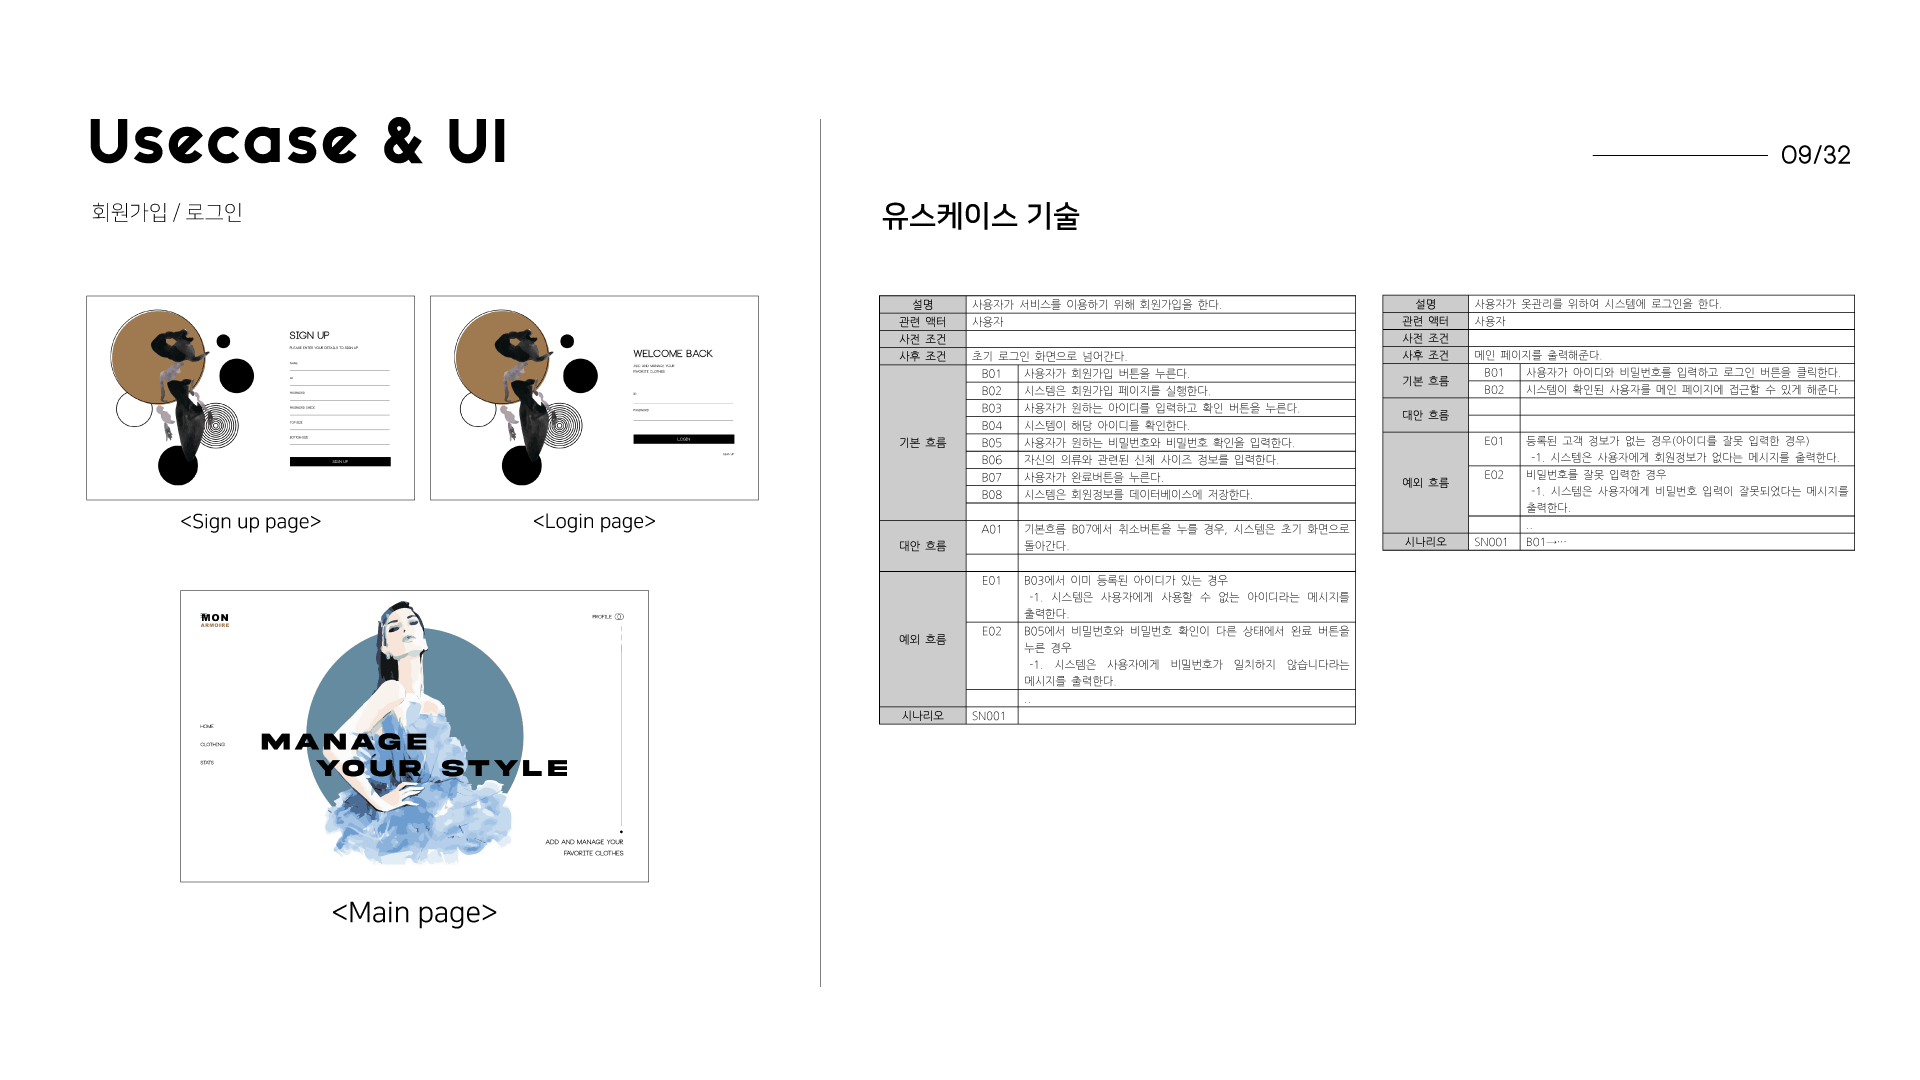 Usecase & UI
회원가입 / 로그인
SIGN UP
PLEASE ENTER YOUR DETAILS TO SIGN UP
NAME
ID
PASSWORD
PASSWORD CHECK
TOP SIZE
BOTTOM SIZE
SIGN UP
<Sign up page>
WELCOME BACK
ADD AND MANAGE YOUR
FAVORITE CLOTHES
ID
PASSWORD
LOGIN
SIGN UP
<Login page>
MON
ARMOIRE
PROFILE
HOME
CLOTHING
STATS
MANAGE
YOUR STYLE
ADD AND MANAGE YOUR
FAVORITE CLOTHES
<Main page>
09/32
유스케이스 기술
설명 사용자가 서비스를 이용하기 위해 회원가입을 한다.
관련 액터 사용자
사전 조건
사후 조건 초기 로그인 화면으로 넘어간다.
기본 흐름
B01 사용자가 회원가입 버튼을 누른다.
B02 시스템은 회원가입 페이지를 실행한다.
B03 사용자가 원하는 아이디를 입력하고 확인 버튼을 누른다.
B04 시스템이 해당 아이디를 확인한다.
B05 사용자가 원하는 비밀번호와 비밀번호 확인을 입력한다.
B06 자신의 의류와 관련된 신체 사이즈 정보를 입력한다.
B07 사용자가 완료버튼을 누른다.
B08 시스템은 회원정보를 데이터베이스에 저장한다.
대안 흐름
A01 기본흐름 B07에서 취소버튼을 누를 경우, 시스템은 초기 화면으로
돌아간다.
예외 흐름
E01 B03에서 이미 등록된 아이디가 있는 경우
-1. 시스템은 사용자에게 사용할 수 없는 아이디라는 메시지를
출력한다.
E02 B05에서 비밀번호와 비밀번호 확인이 다른 상태에서 완료 버튼을
누른 경우
-1. 시스템은 사용자에게 비밀번호가 일치하지 않습니다라는
메시지를 출력한다.
..
시나리오 SN001
설명 사용자가 옷관리를 위하여 시스템에 로그인을 한다.
관련 액터 사용자
사전 조건
사후 조건 메인 페이지를 출력해준다.
기본 흐름
B01 사용자가 아이디와 비밀번호를 입력하고 로그인 버튼을 클릭한다.
B02 시스템이 확인된 사용자를 메인 페이지에 접근할 수 있게 해준다.
대안 흐름
예외 흐름
E01 등록된 고객 정보가 없는 경우(아이디를 잘못 입력한 경우)
-1. 시스템은 사용자에게 회원정보가 없다는 메시지를 출력한다.
E02 비밀번호를 잘못 입력한 경우
-1. 시스템은 사용자에게 비밀번호 입력이 잘못되었다는 메시지를
출력한다.
..
시나리오 SN001 B01→…